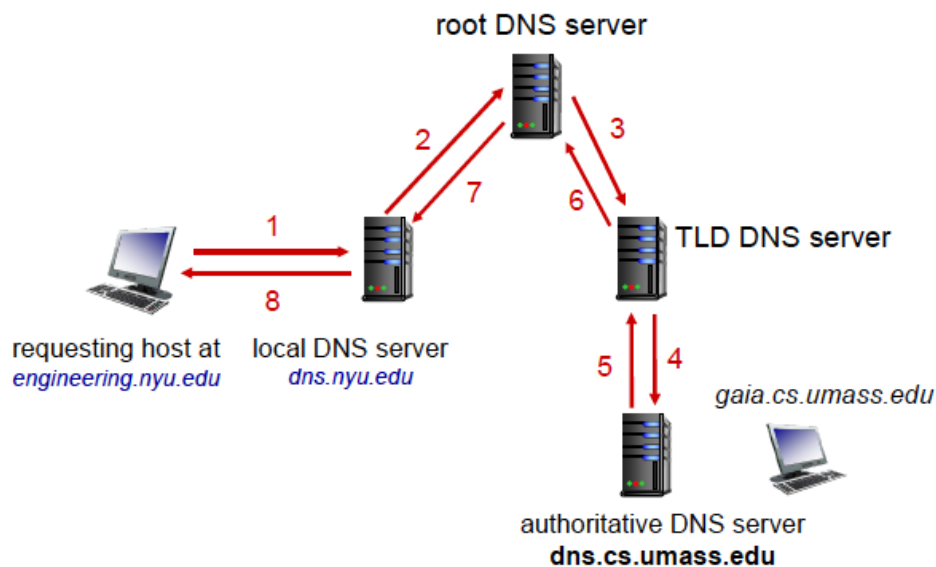 root DNS server
2
3
7
6
1
TLD DNS server
8
requesting host at
engineering.nyu.edu
local DNS server
dns.nyu.edu
5
4
gaia.cs.umass.edu
authoritative DNS server
dns.cs.umass.edu